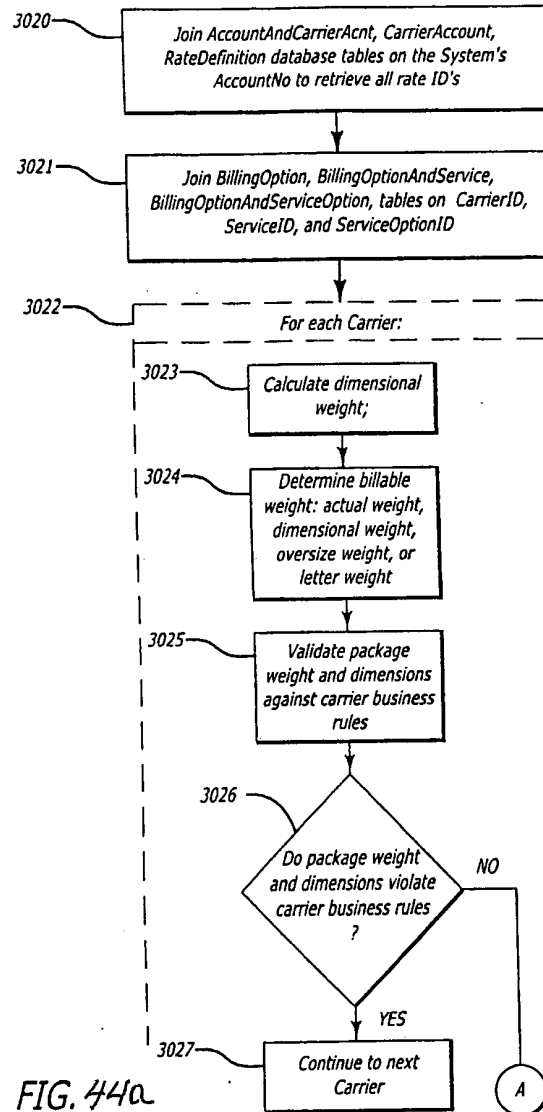 3020
Join AccountAndCarrierAcnt, CarrierAccount,
RateDefinition database tables on the System's
AccountNo to retrieve all rate ID's
3021
Join BillingOption, BillingOptionAndService,
BillingOptionAndServiceOption, tables on CarrierID,
ServiceID, and ServiceOptionID
3022
For each Carrier:
3023
Calculate dimensional
weight;
3024
Determine billable
weight: actual weight,
dimensional weight,
oversize weight, or
letter weight
3025
Validate package
weight and dimensions
against carrier business
rules
3026
Do package weight
and dimensions violate
carrier business rules
?
NO
YES
3027
Continue to next
Carrier
A
FIG. 44a